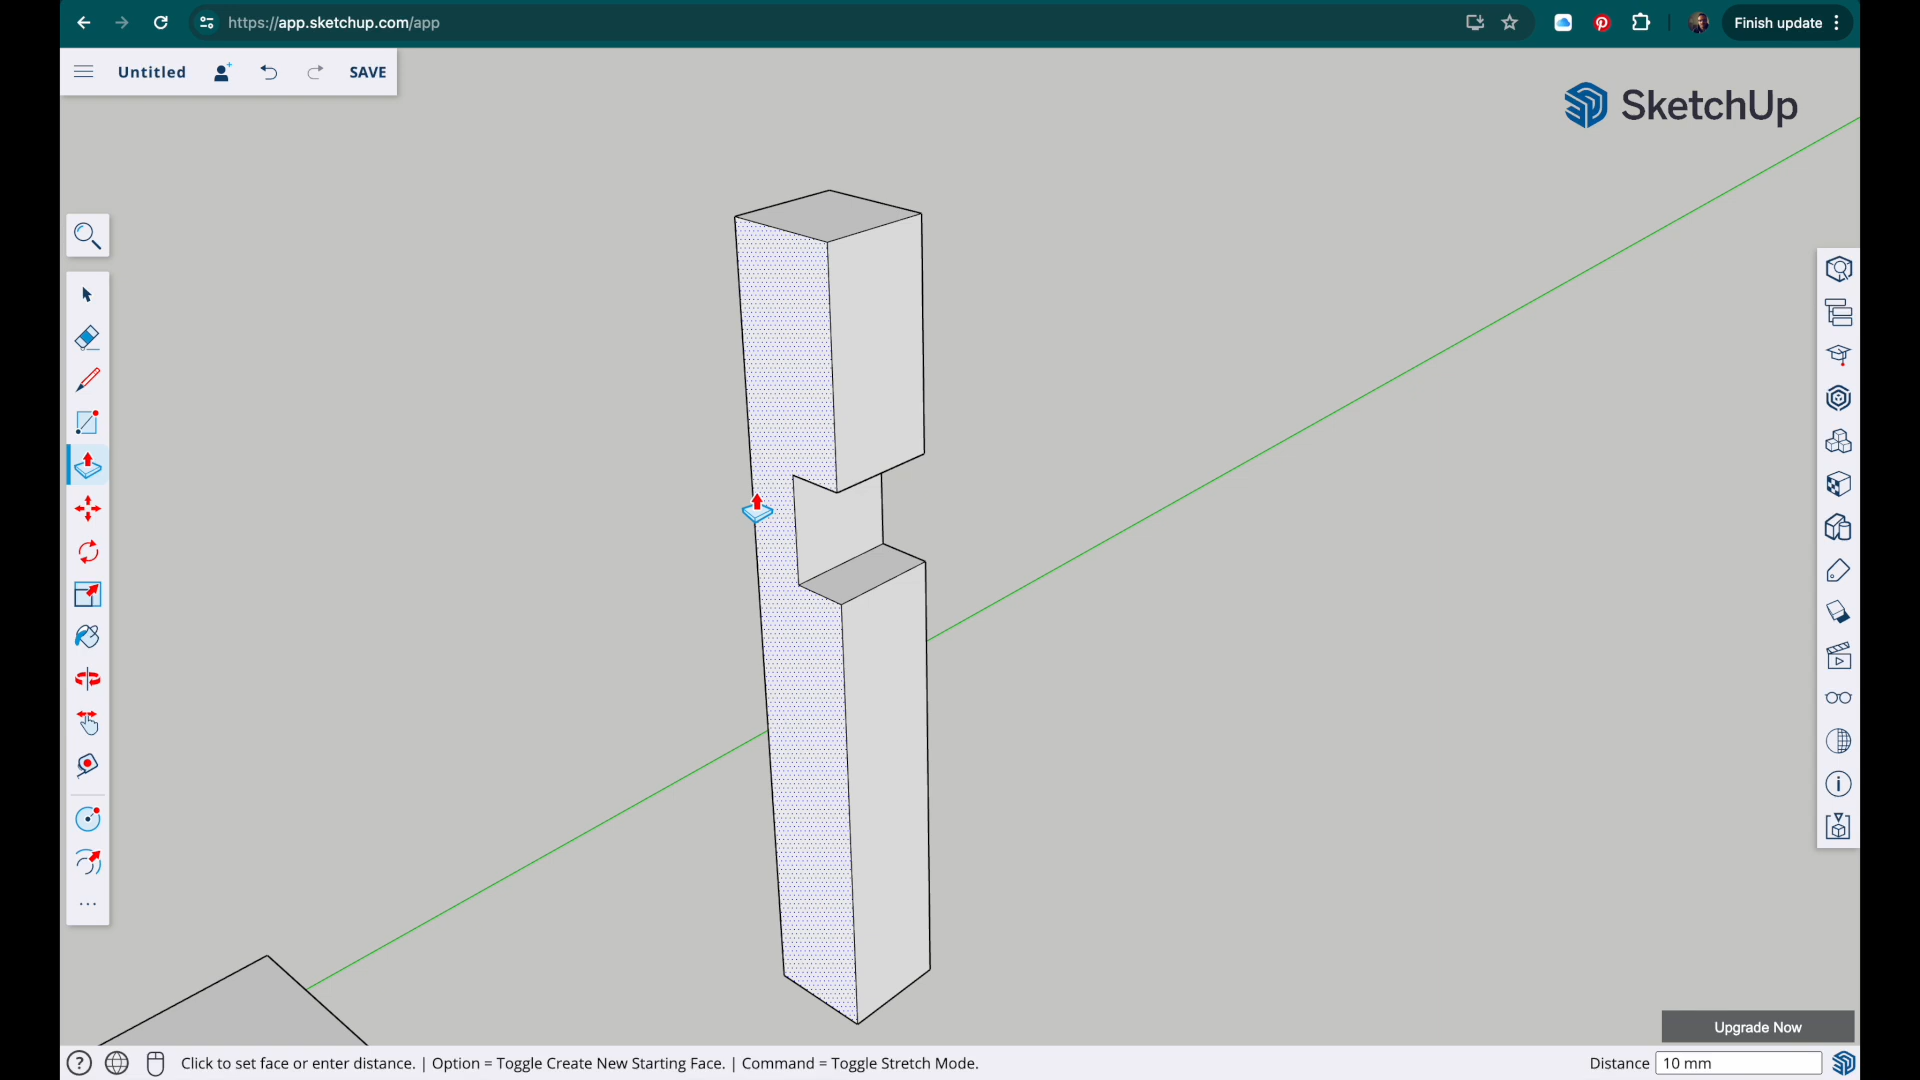 https://app.sketchup.com/app
Finish update
Untitled
SAVE
SketchUp
Upgrade Now
Click to set face or enter distance. | Option = Toggle Create New Starting Face. | Command = Toggle Stretch Mode.
Distance
10 mm